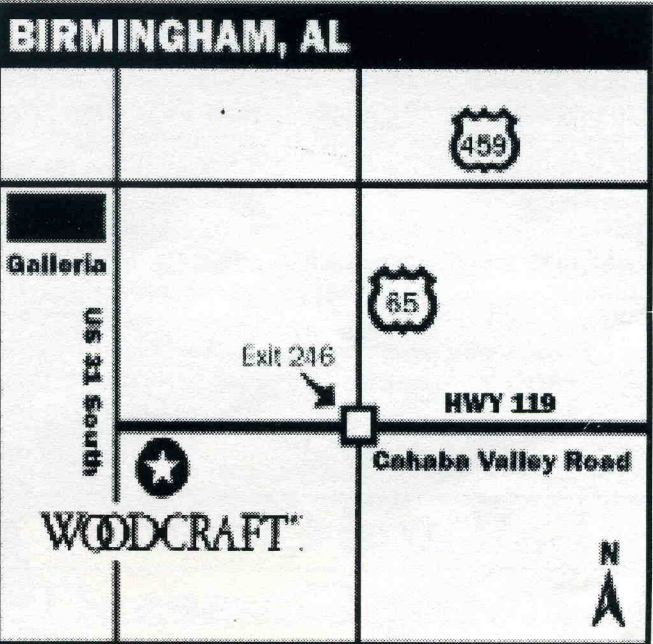 BIRMINGHAM, AL
459
Galleria
65
US 31 South
Exit 246
HWY 119
Cahaba Valley Road
WOODCRAFT
N